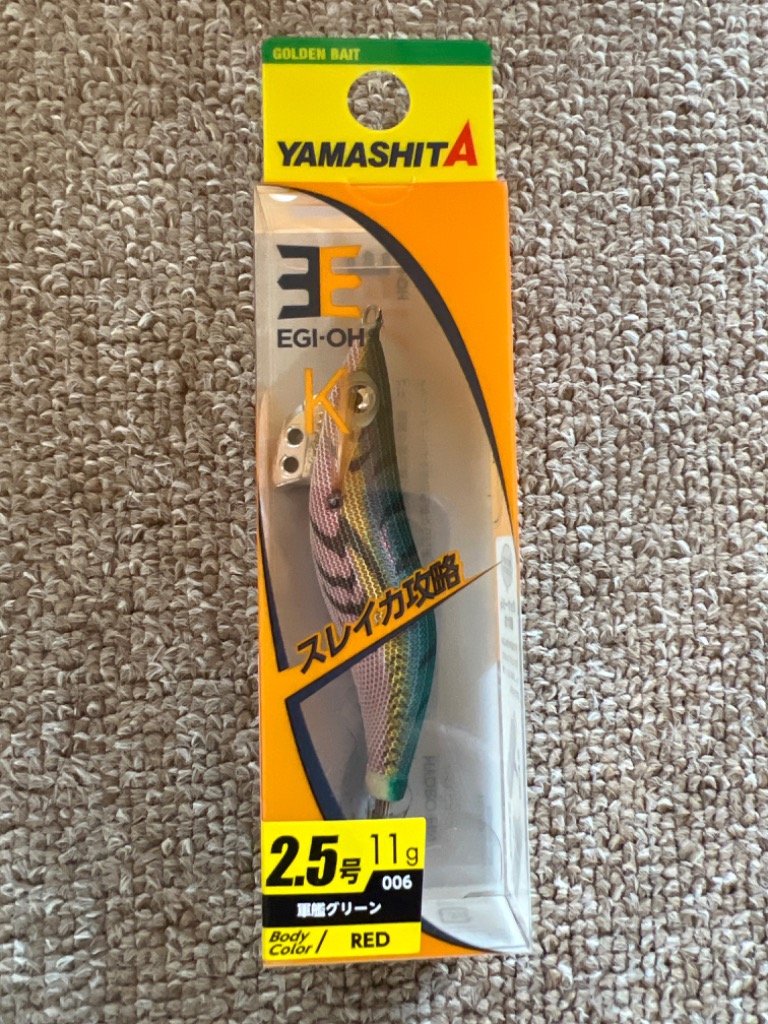 GOLDEN BAIT
YAMASHITA
EGI-OH
K
スレイカ攻略
2.5号 11g
006
軍艦グリーン
Body Color / RED